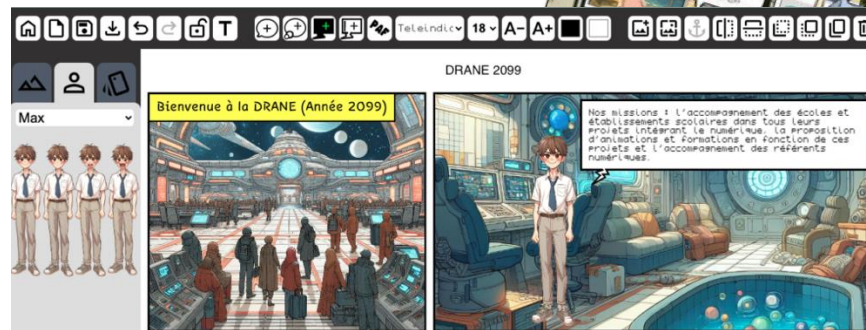 T
PAF
Teleindic
18
A-
A+
DRANE 2099
Max
Bienvenue à la DRANE (Année 2099)
Nos missions : l'accompagnement des écoles et
établissements scolaires dans tous leurs
projets intégrant le numérique, la proposition
d'animations et formations en fonction de ces
projets et l'accompagnement des référents
numériques.